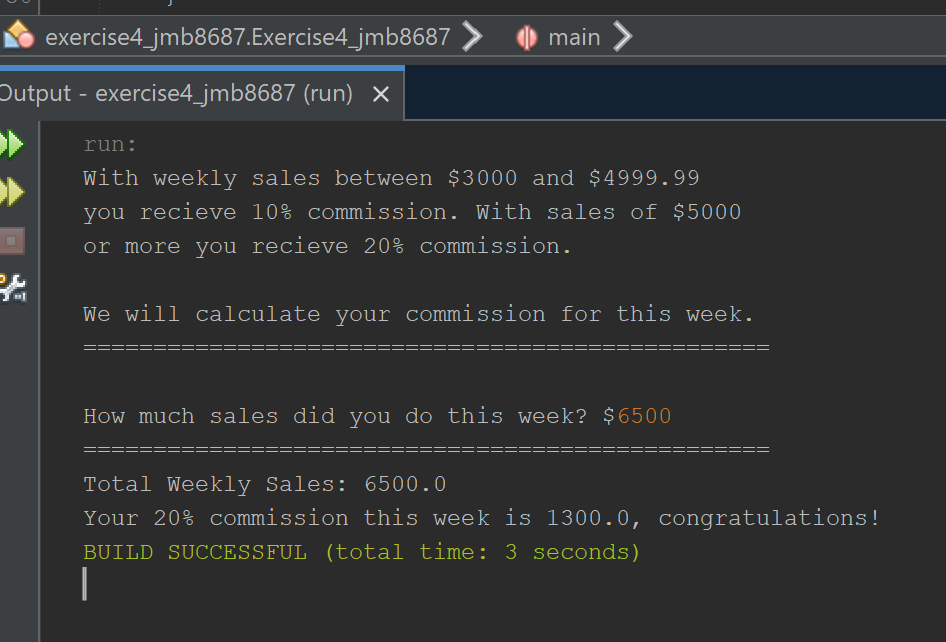 exercise4_jmb8687.Exercise4_jmb8687 main
Output - exercise4_jmb8687 (run)
run:
With weekly sales between $3000 and $4999.99
you recieve 10% commission. With sales of $5000
or more you recieve 20% commission.
We will calculate your commission for this week.
=================================================
How much sales did you do this week? $6500
=================================================
Total Weekly Sales: 6500.0
Your 20% commission this week is 1300.0, congratulations!
BUILD SUCCESSFUL (total time: 3 seconds)